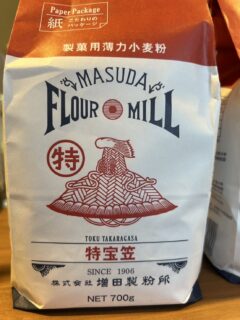 Paper Package
紙
こだわりの
パッケージ
製菓用薄力小麦粉
MASUDA
FLOUR MILL
特
TOKU TAKARAGASA
特宝笠
SINCE 1906
株式会社 増田製粉所
NET 700g